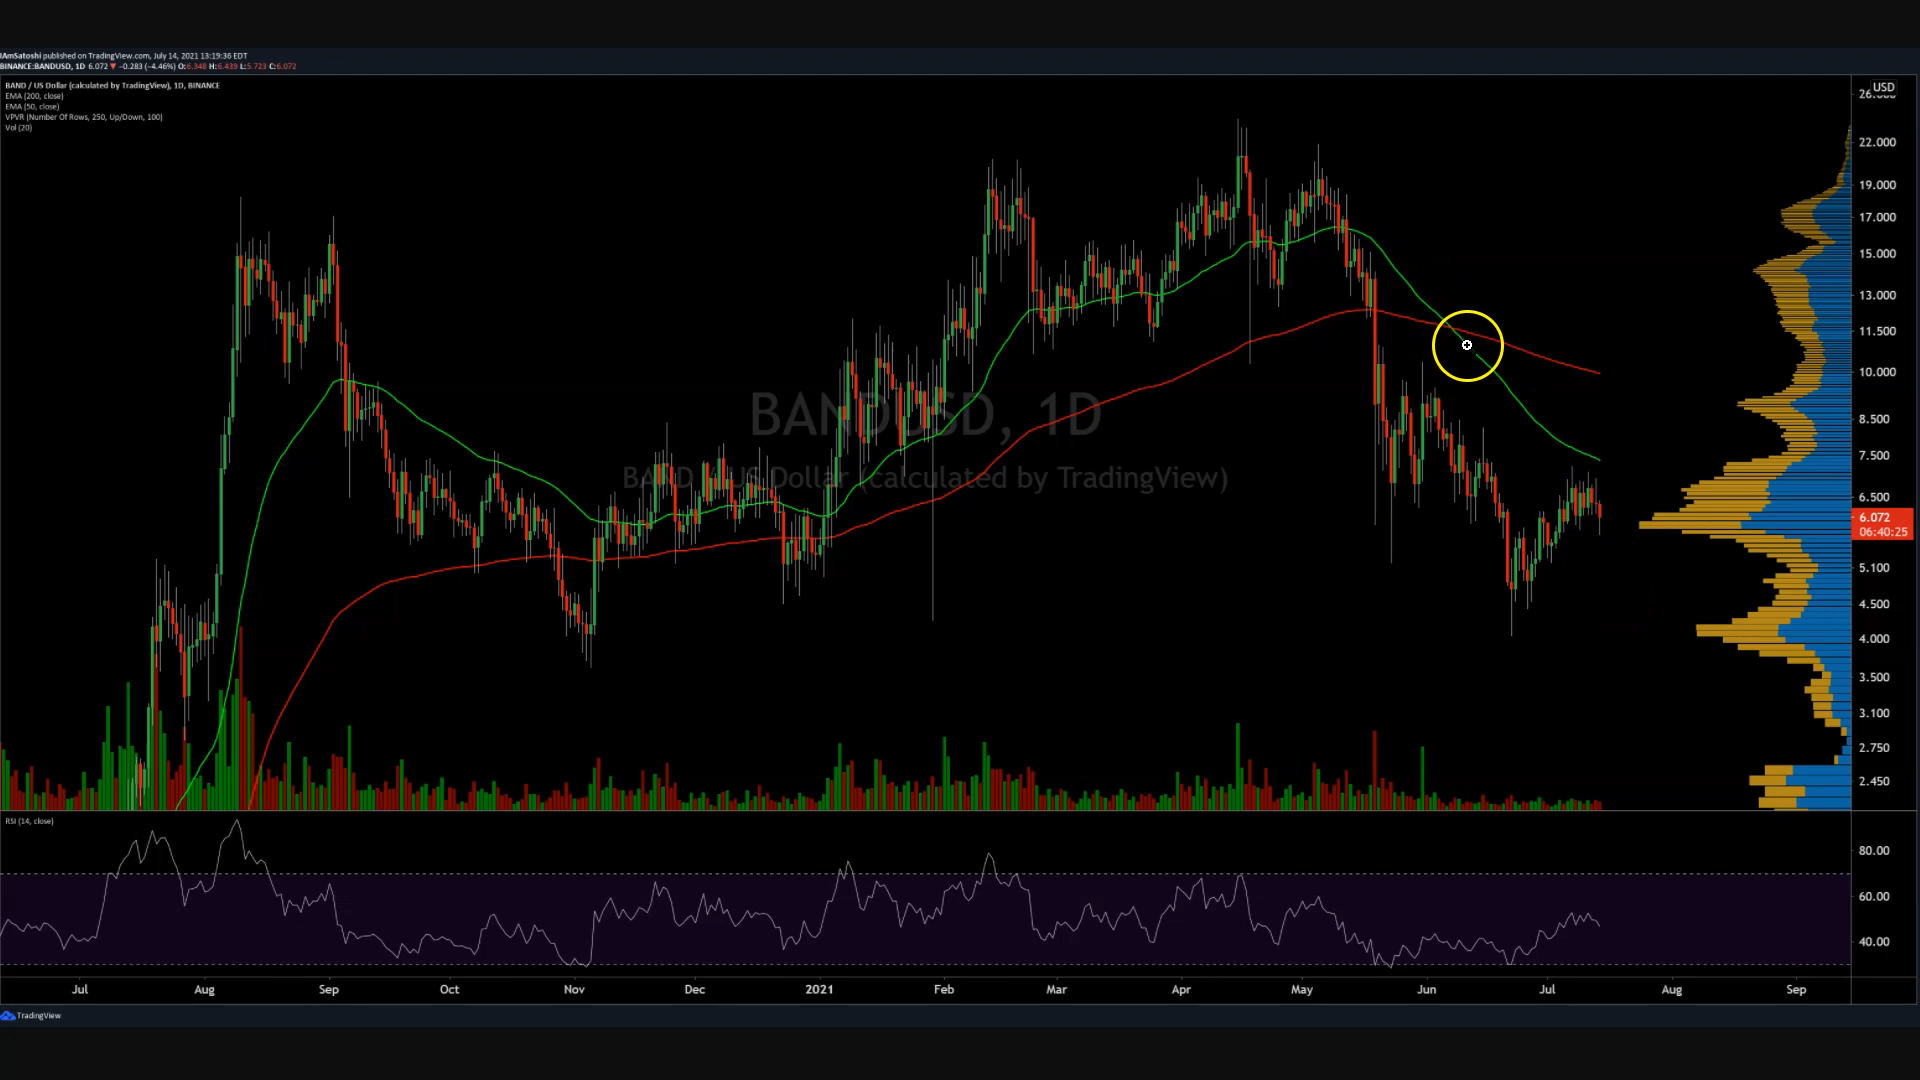 IAmSatoshi published on TradingView.com, July 14, 2021 13:19:36 EDT
BINANCE:BANDUSD, 1D 6.072 ▼ −0.283 (−4.46%) O:6.348 H:6.439 L:5.723 C:6.072
BAND / US Dollar (calculated by TradingView), 1D, BINANCE
EMA (200, close)
EMA (50, close)
VPVR (Number Of Rows, 250, Up/Down, 100)
Vol (20)
USD
26.000
22.000
19.000
17.000
15.000
13.000
11.500
10.000
8.500
7.500
6.500
6.072
06:40:25
5.100
4.500
4.000
3.500
3.100
2.750
2.450
BANDUSD, 1D
BAND / US Dollar (calculated by TradingView)
RSI (14, close)
80.00
60.00
40.00
Jul Aug Sep Oct Nov Dec 2021 Feb Mar Apr May Jun Jul Aug Sep
TradingView